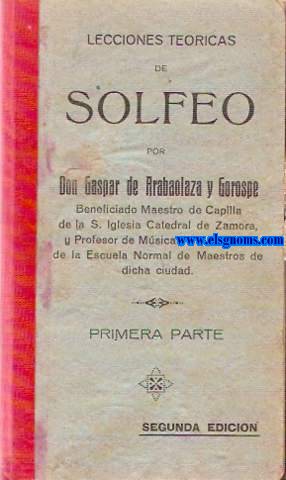 LECCIONES TEORICAS
DE
SOLFEO
POR
Don Gaspar de Arabaolaza y Gorospe
Beneficiado Maestro de Capilla
de la S. Iglesia Catedral de Zamora,
y Profesor de Música
www.elsgnoms.com
de la Escuela Normal de Maestros de
dicha ciudad.
PRIMERA PARTE
SEGUNDA EDICION